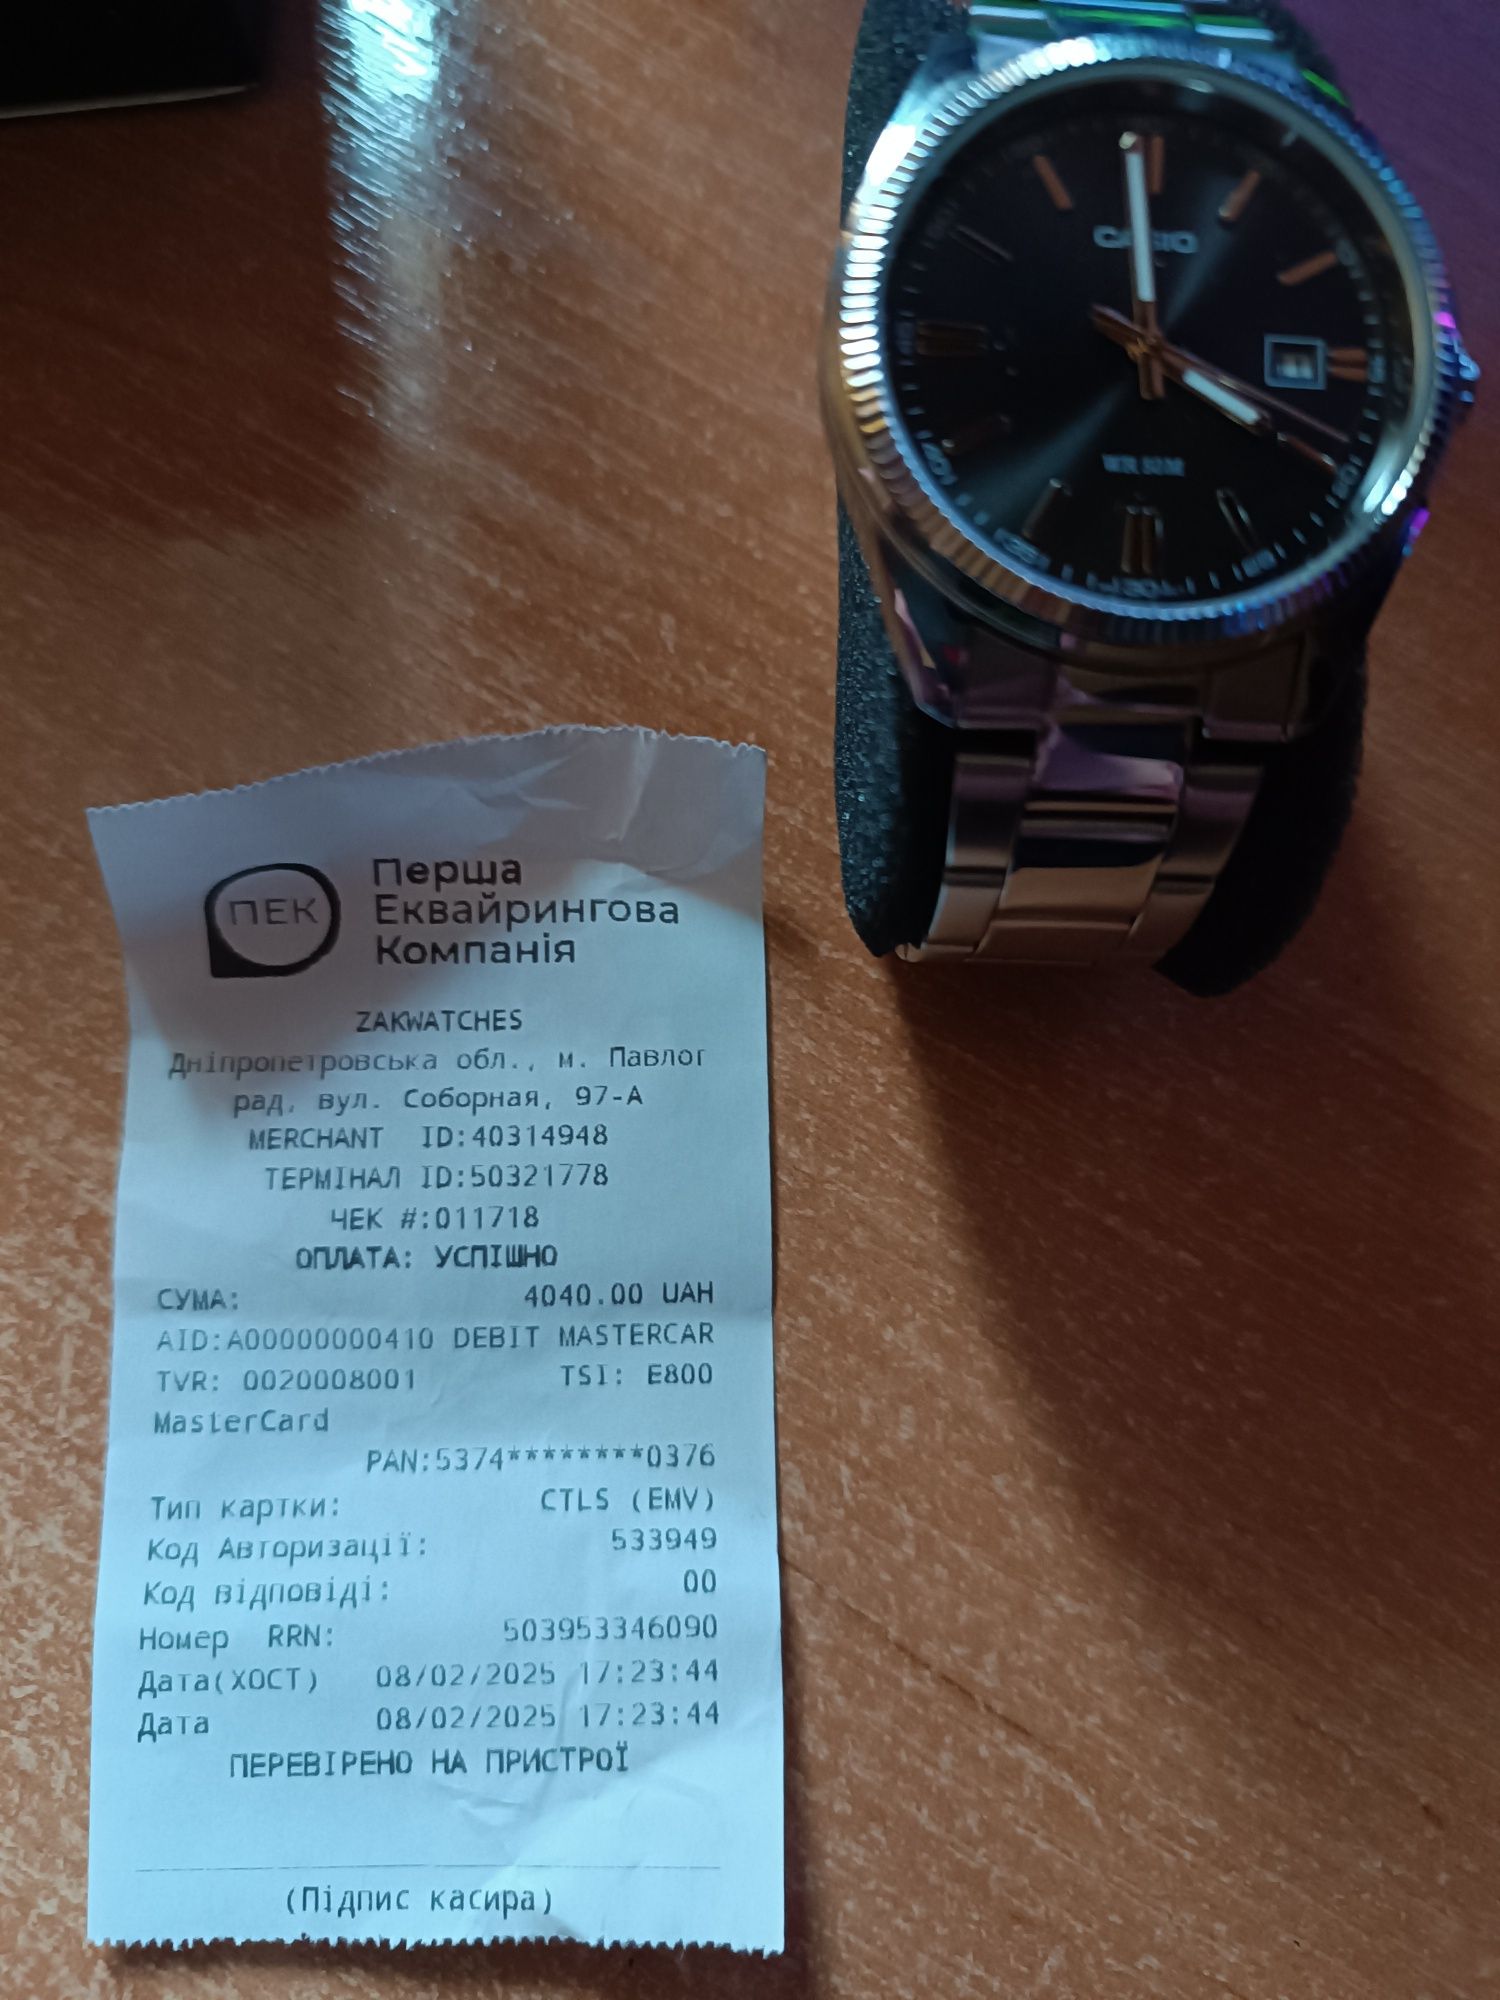 CASIO
WR 50M
ПЕК
Перша
Еквайрингова
Компанія
ZAKWATCHES
Дніпропетровська обл., м. Павлог
рад, вул. Соборная, 97-А
MERCHANT ID:40314948
ТЕРМІНАЛ ID:50321778
ЧЕК #:011718
ОПЛАТА: УСПІШНО
СУМА: 4040.00 UAH
AID:A00000000410 DEBIT MASTERCAR
TVR: 0020008001 TSI: E800
MasterCard
PAN:5374********0376
Тип картки: CTLS (EMV)
Код Авторизації: 533949
Код відповіді: 00
Номер RRN: 503953346090
Дата(ХОСТ) 08/02/2025 17:23:44
Дата 08/02/2025 17:23:44
ПЕРЕВІРЕНО НА ПРИСТРОЇ
(Підпис касира)